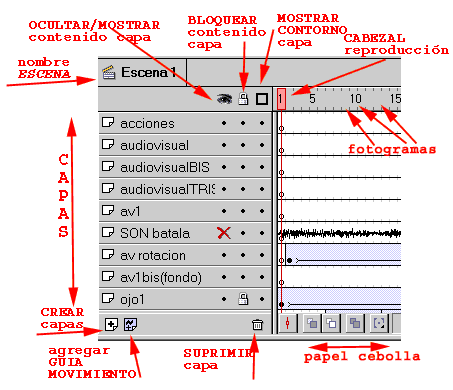 OCULTAR/MOSTRAR
contenido capa
BLOQUEAR
contenido
capa
MOSTRAR
CONTORNO
capa
CABEZAL
reproducción
nombre
ESCENA
Escena 1
1 5 10 15
fotogramas
CAPAS
acciones
audiovisual
audiovisualBIS
audiovisualTRIS
av1
SON batala
av rotacion
av1bis(fondo)
ojo1
CREAR
capas
agregar
GUIA
MOVIMIENTO
SUPRIMIR
capa
papel cebolla